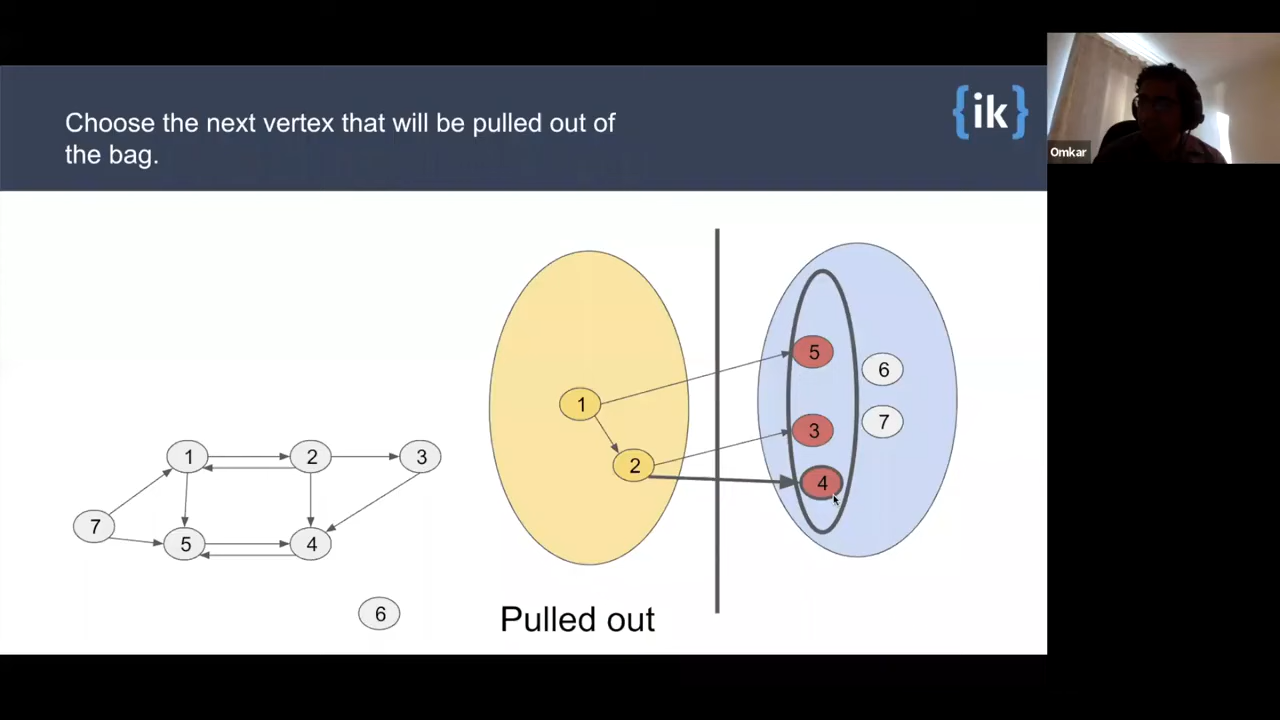 Choose the next vertex that will be pulled out of
the bag.
{ik}
Omkar
1
2
3
7
5
4
6
1
2
5
3
4
6
7
Pulled out